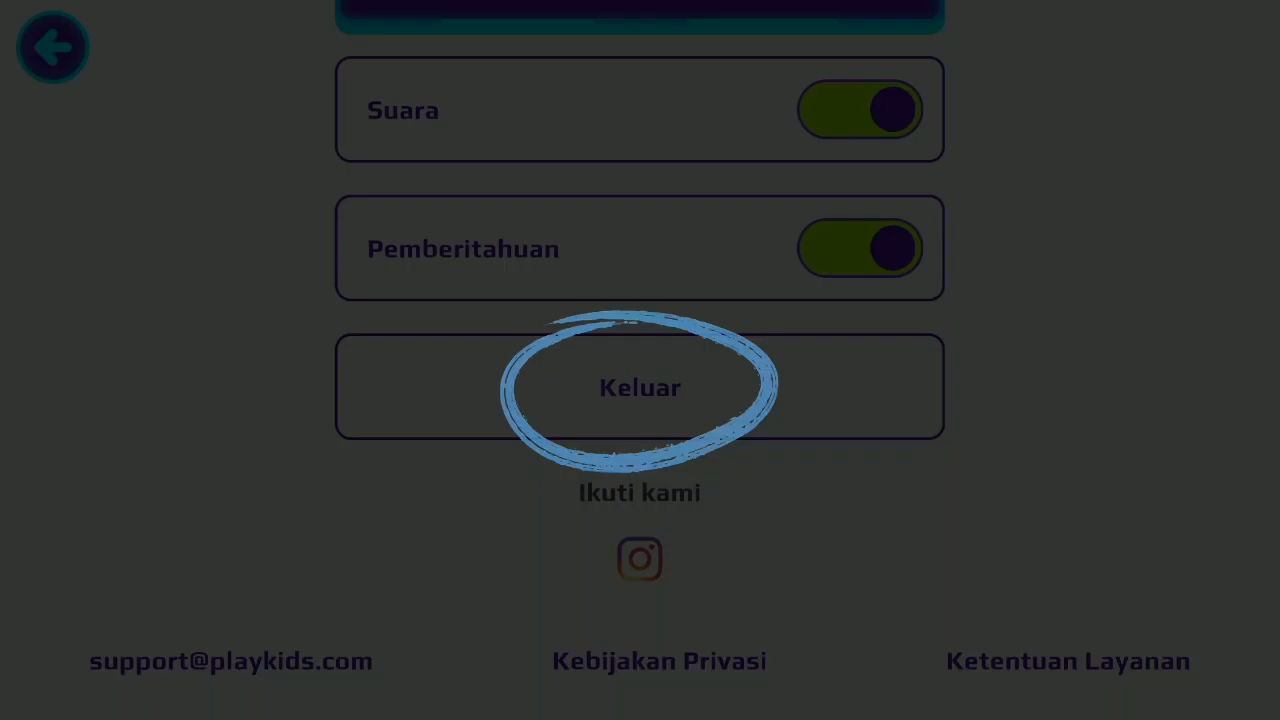 Suara
Pemberitahuan
Keluar
Ikuti kami
support@playkids.com
Kebijakan Privasi
Ketentuan Layanan